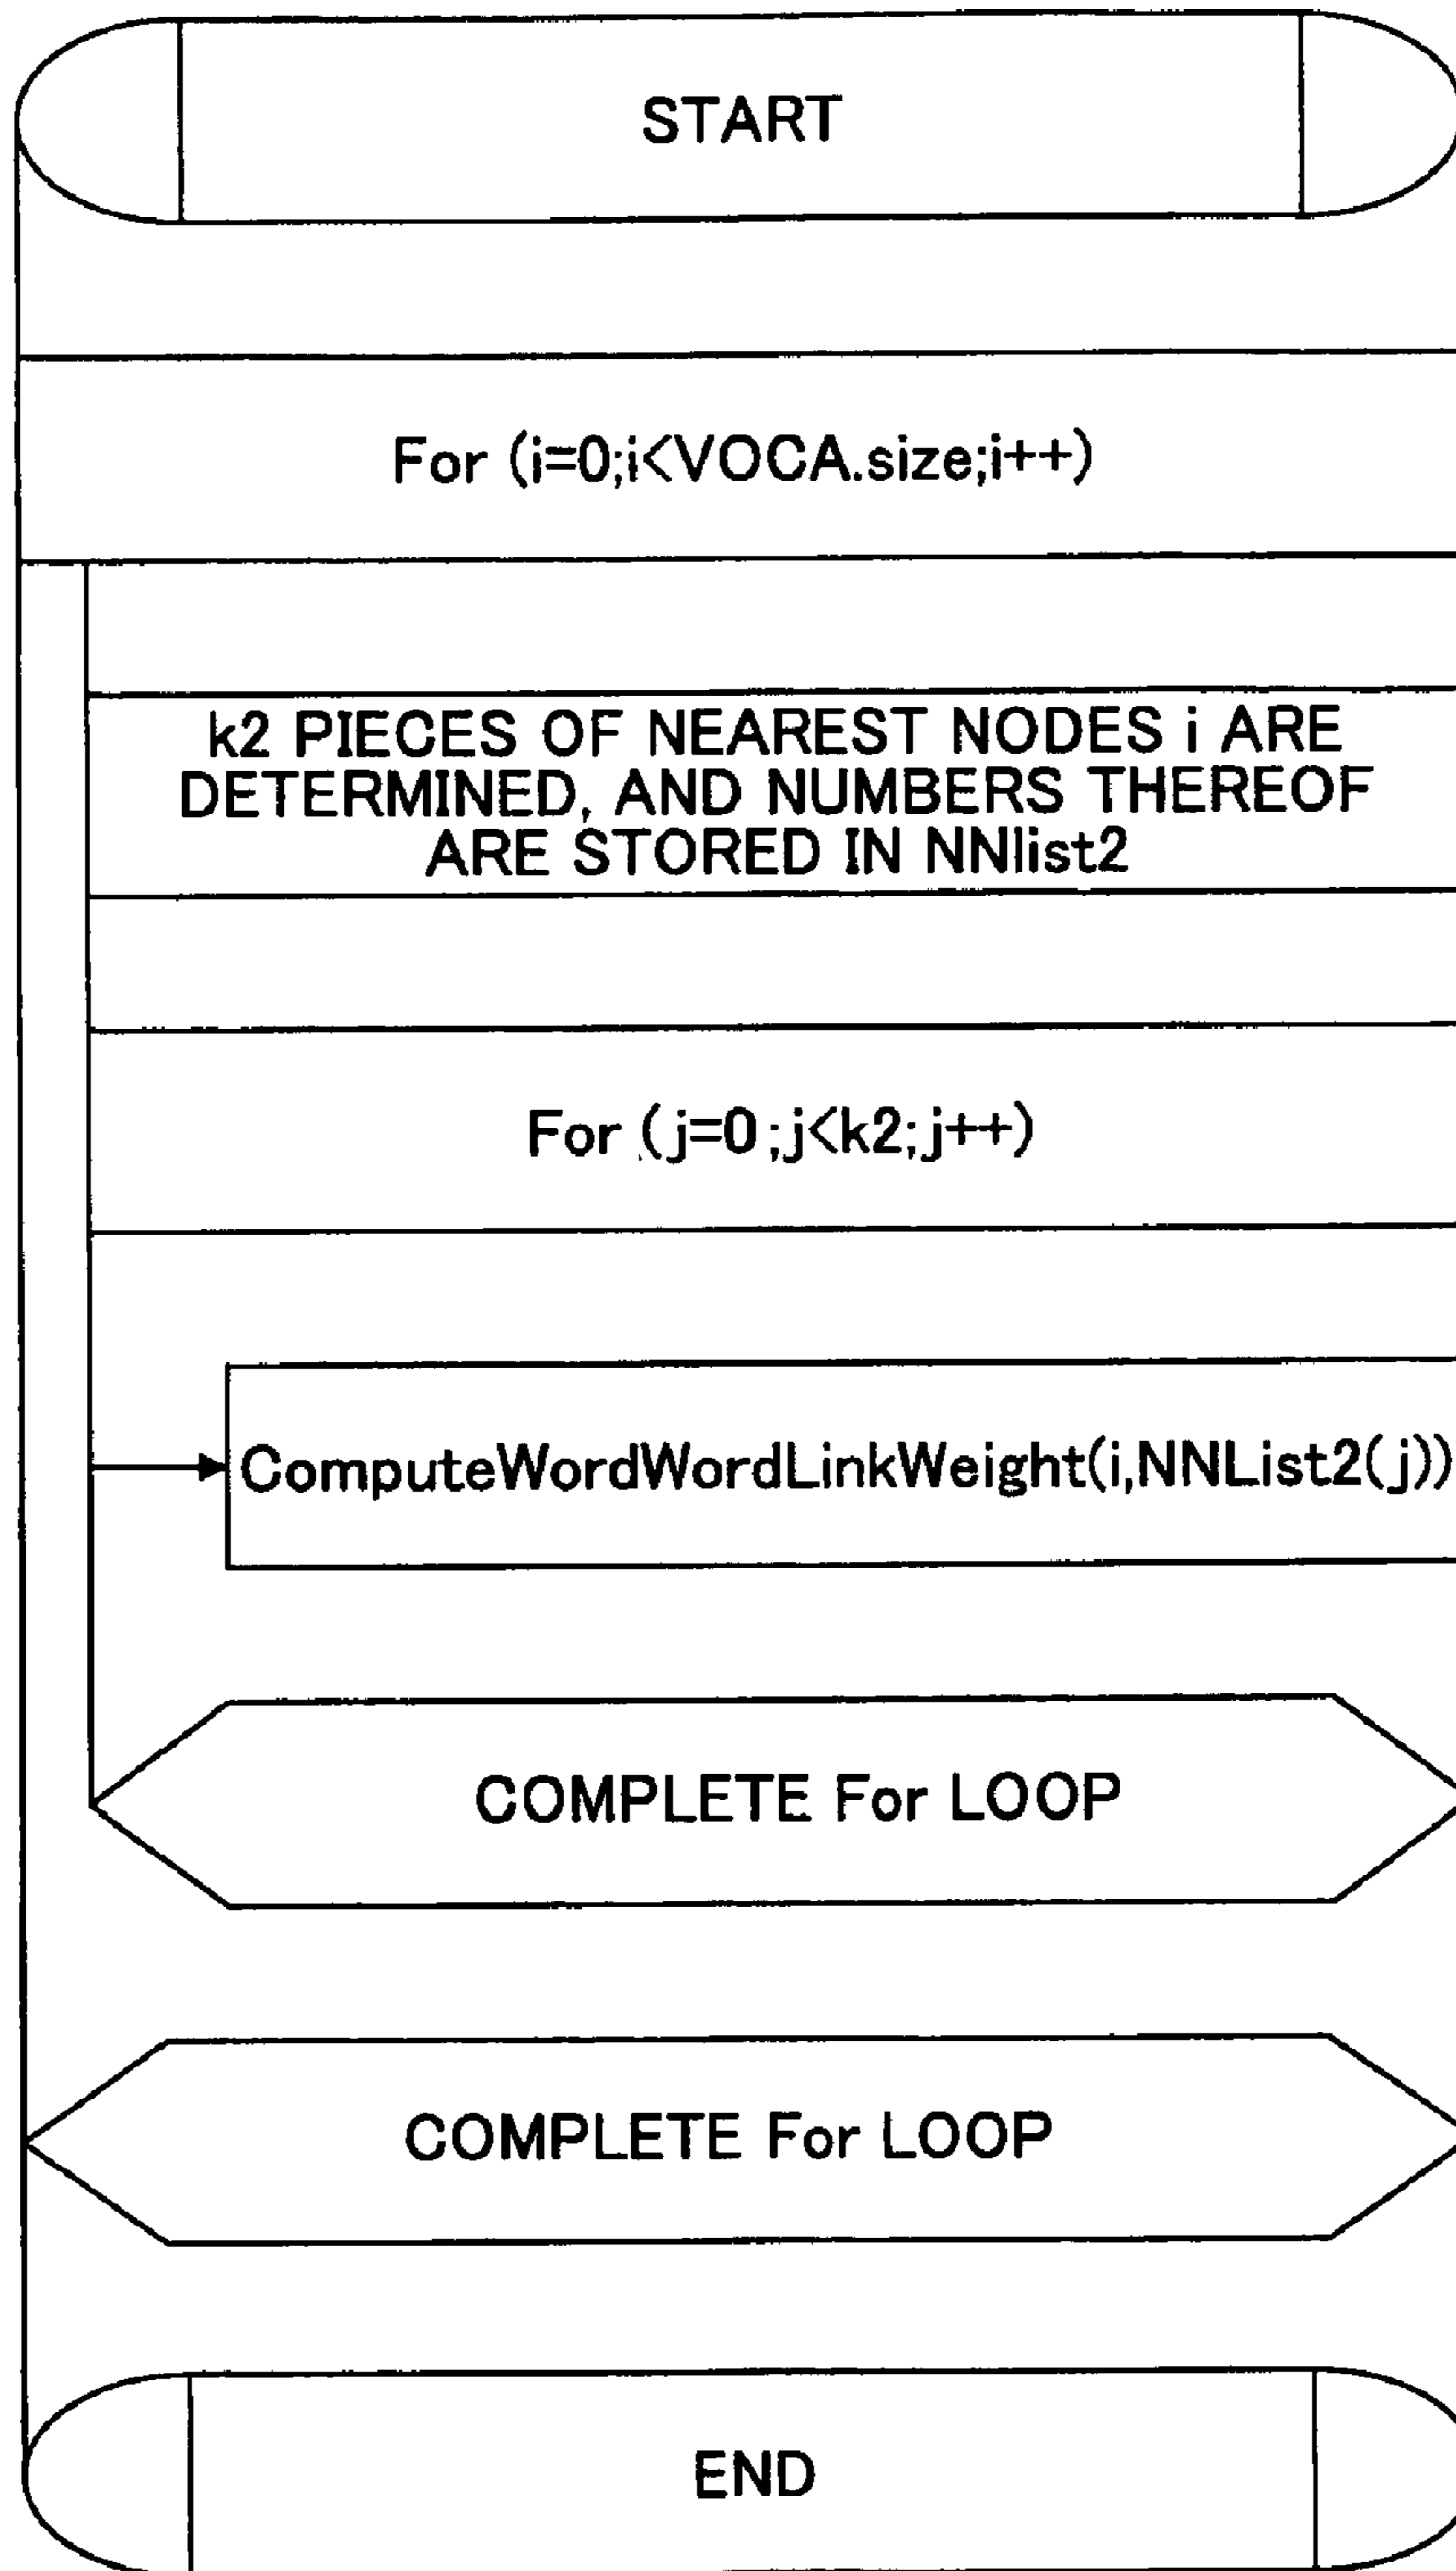 START
For (i=0;i<VOCA.size;i++)
k2 PIECES OF NEAREST NODES i ARE
DETERMINED, AND NUMBERS THEREOF
ARE STORED IN NNlist2
For (j=0;j<k2;j++)
ComputeWordWordLinkWeight(i,NNList2(j))
COMPLETE For LOOP
COMPLETE For LOOP
END